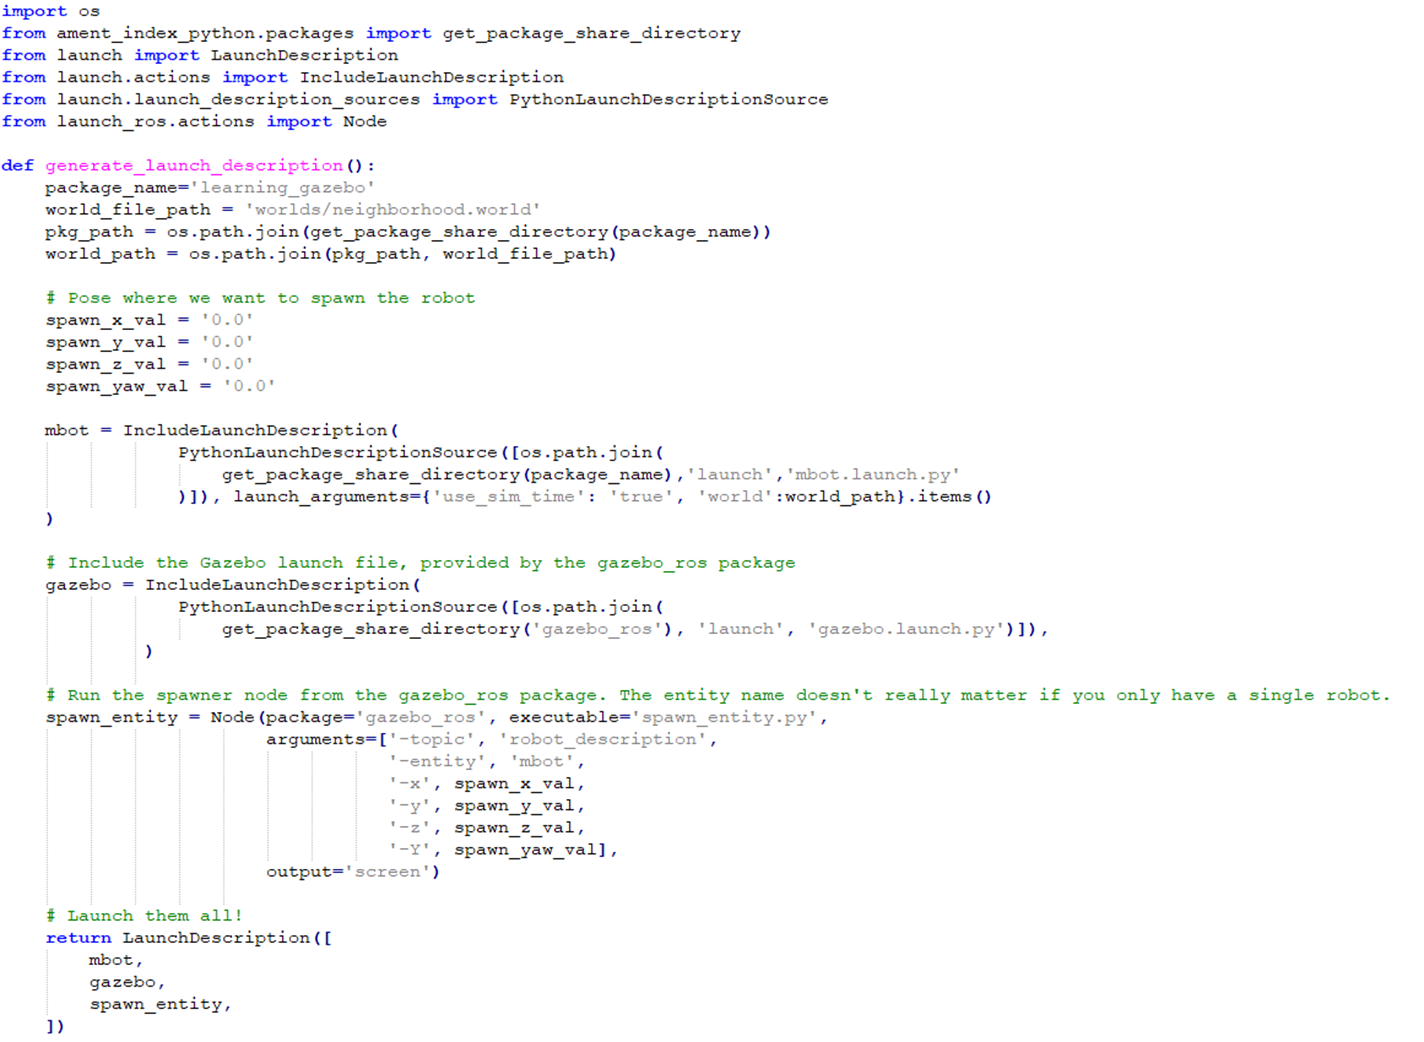 import os
from ament_index_python.packages import get_package_share_directory
from launch import LaunchDescription
from launch.actions import IncludeLaunchDescription
from launch.launch_description_sources import PythonLaunchDescriptionSource
from launch_ros.actions import Node

def generate_launch_description():
    package_name='learning_gazebo'
    world_file_path = 'worlds/neighborhood.world'
    pkg_path = os.path.join(get_package_share_directory(package_name))
    world_path = os.path.join(pkg_path, world_file_path)

    # Pose where we want to spawn the robot
    spawn_x_val = '0.0'
    spawn_y_val = '0.0'
    spawn_z_val = '0.0'
    spawn_yaw_val = '0.0'

    mbot = IncludeLaunchDescription(
                PythonLaunchDescriptionSource([os.path.join(
                    get_package_share_directory(package_name),'launch','mbot.launch.py'
                )]), launch_arguments={'use_sim_time': 'true', 'world':world_path}.items()
    )

    # Include the Gazebo launch file, provided by the gazebo_ros package
    gazebo = IncludeLaunchDescription(
                PythonLaunchDescriptionSource([os.path.join(
                    get_package_share_directory('gazebo_ros'), 'launch', 'gazebo.launch.py')]),
             )

    # Run the spawner node from the gazebo_ros package. The entity name doesn't really matter if you only have a single robot.
    spawn_entity = Node(package='gazebo_ros', executable='spawn_entity.py',
                        arguments=['-topic', 'robot_description',
                                   '-entity', 'mbot',
                                   '-x', spawn_x_val,
                                   '-y', spawn_y_val,
                                   '-z', spawn_z_val,
                                   '-Y', spawn_yaw_val],
                        output='screen')

    # Launch them all!
    return LaunchDescription([
        mbot,
        gazebo,
        spawn_entity,
    ])